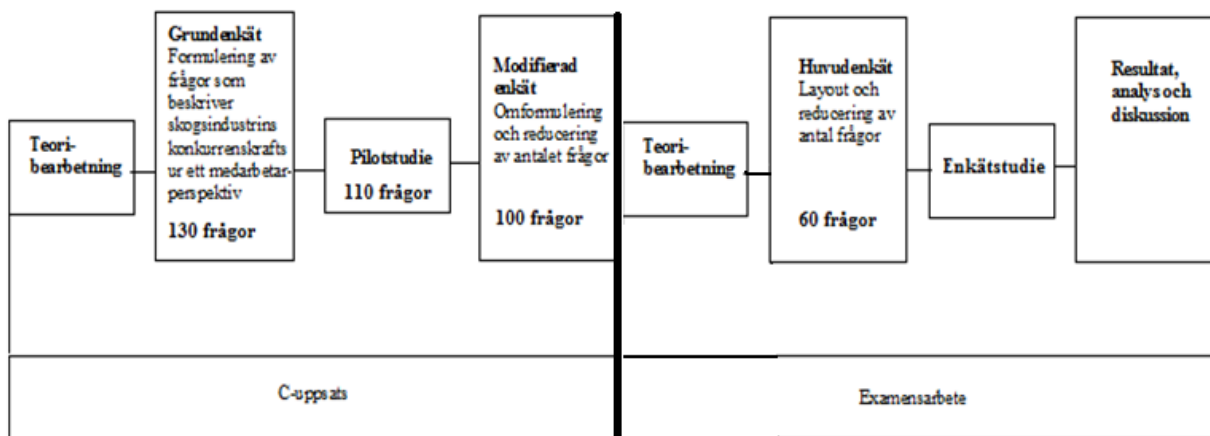 Teori-
bearbetning
Grundenkät
Formulering av
frågor som
beskriver
skogsindustrins
konkurrenskrafts
ur ett medarbetar-
perspektiv
130 frågor
Pilotstudie
110 frågor
Modifierad
enkät
Omformulering
och reducering
av antalet frågor
100 frågor
Teori-
bearbetning
Huvudenkät
Layout och
reducering av
antal frågor
60 frågor
Enkätstudie
Resultat,
analys och
diskussion
C-uppsats
Examensarbete